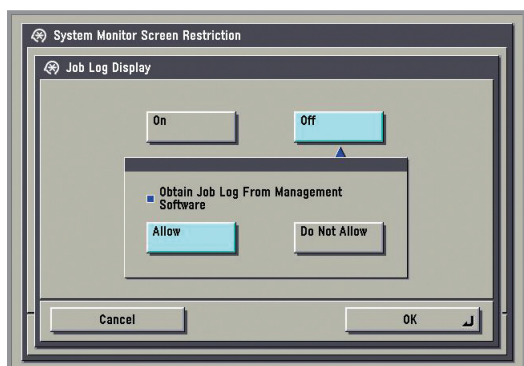 System Monitor Screen Restriction
Job Log Display
On
Off
Obtain Job Log From Management
Software
Allow
Do Not Allow
Cancel
OK